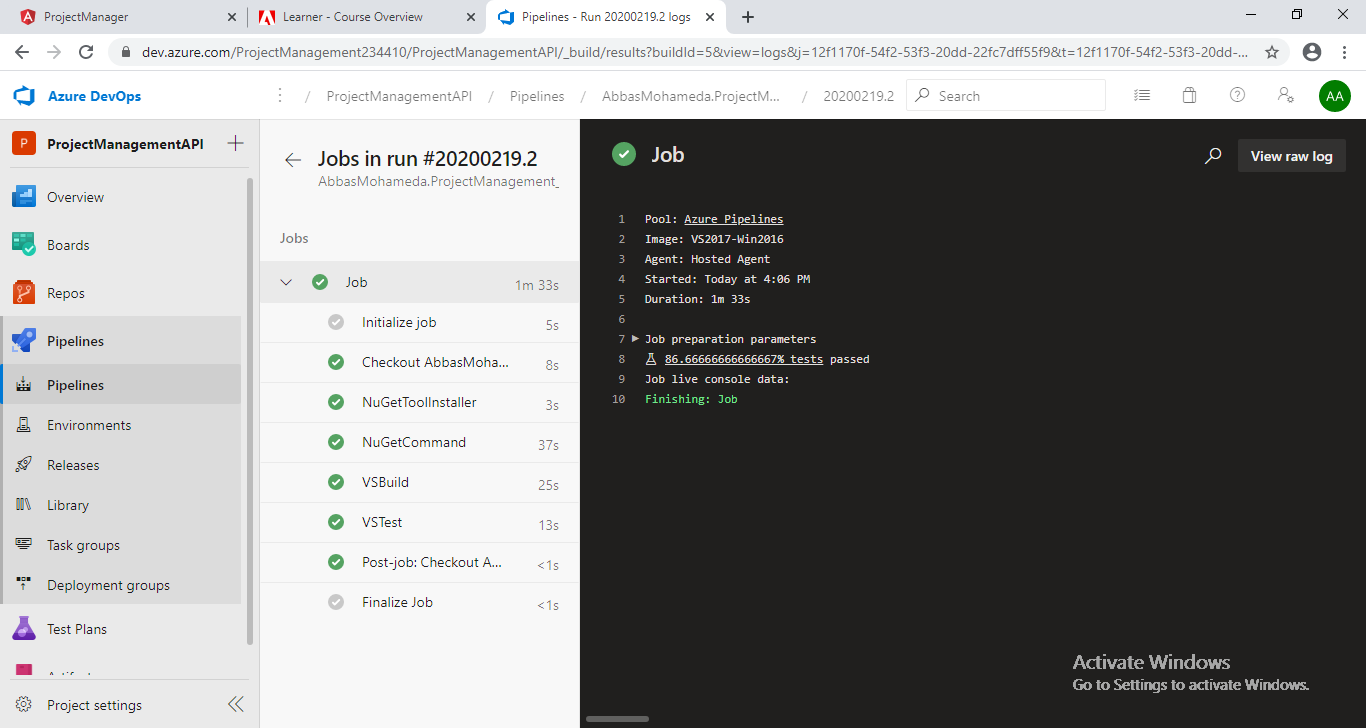 ProjectManager
Learner - Course Overview
Pipelines - Run 20200219.2 logs
dev.azure.com/ProjectManagement234410/ProjectManagementAPI/_build/results?buildId=5&view=logs&j=12f1170f-54f2-53f3-20dd-22fc7dff55f9&t=12f1170f-54f2-53f3-20dd-...
Azure DevOps
/ ProjectManagementAPI / Pipelines / AbbasMohameda.ProjectM... / 20200219.2
Search
AA
P ProjectManagementAPI
Overview
Boards
Repos
Pipelines
Pipelines
Environments
Releases
Library
Task groups
Deployment groups
Test Plans
Project settings
Jobs in run #20200219.2
AbbasMohameda.ProjectManagement_
Jobs
Job 1m 33s
Initialize job 5s
Checkout AbbasMoha... 8s
NuGetToolInstaller 3s
NuGetCommand 37s
VSBuild 25s
VSTest 13s
Post-job: Checkout A... <1s
Finalize Job <1s
Job
View raw log
1 Pool: Azure Pipelines
2 Image: VS2017-Win2016
3 Agent: Hosted Agent
4 Started: Today at 4:06 PM
5 Duration: 1m 33s
6
7 Job preparation parameters
8 86.66666666666667% tests passed
9 Job live console data:
10 Finishing: Job
Activate Windows
Go to Settings to activate Windows.